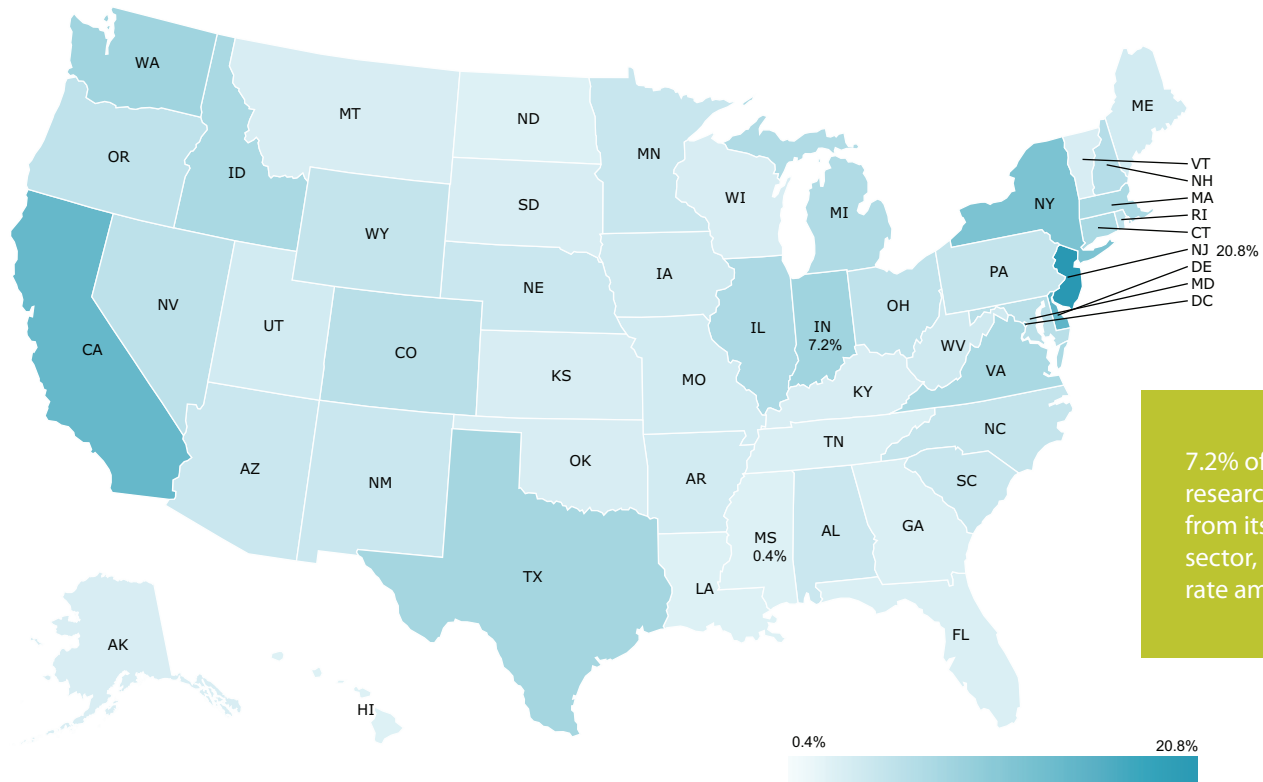 WA
MT
ND
MN
ME
OR
ID
SD
WI
MI
NY
VT
NH
MA
RI
CT
NJ 20.8%
DE
MD
DC
WY
IA
NE
PA
NV
UT
CO
IL
IN
7.2%
OH
WV
VA
CA
KS
MO
KY
NC
TN
AZ
NM
OK
AR
SC
MS
0.4%
AL
GA
TX
LA
FL
AK
HI
7.2% of
researc
from its
sector,
rate am
0.4%
20.8%